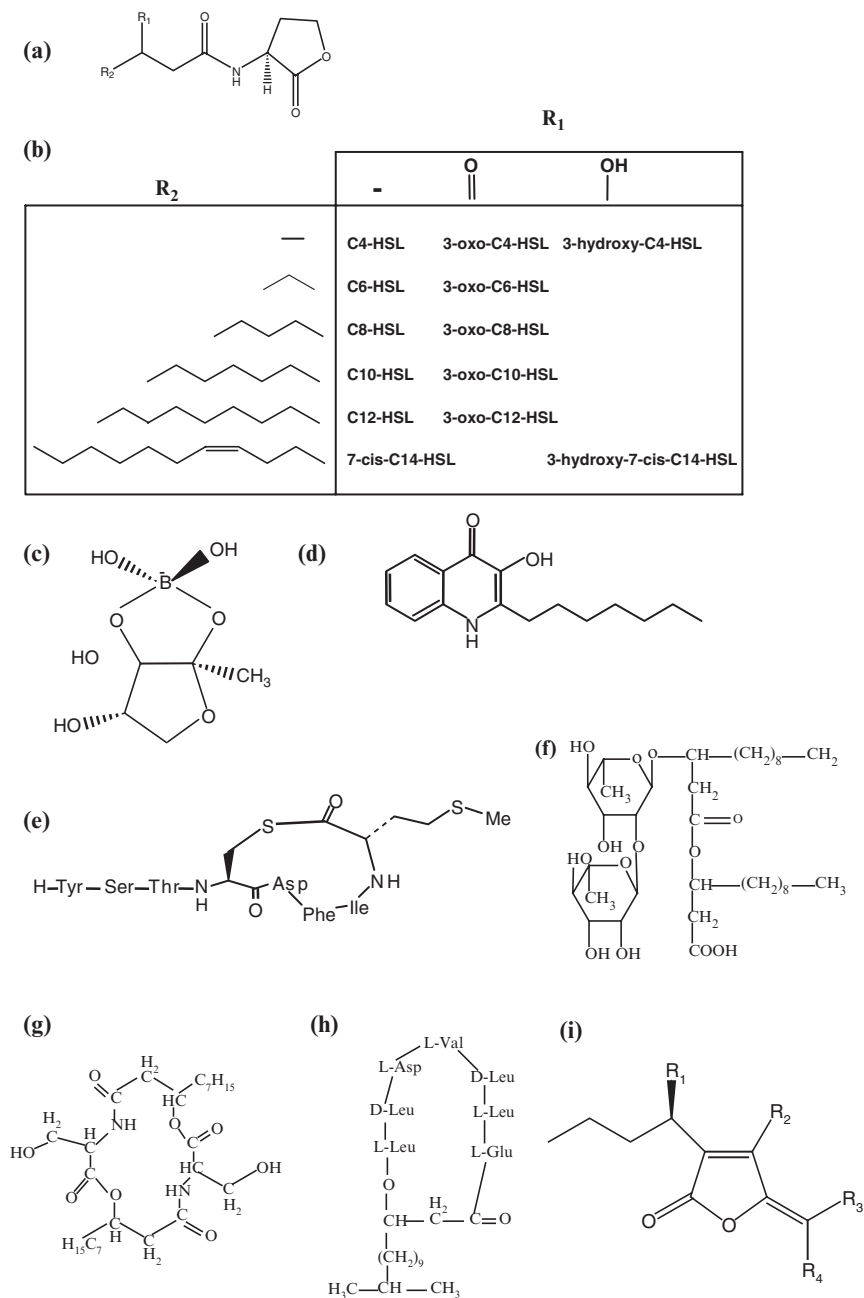 (a)
R₁
R₂
O
N
H
H
O
O
(b)
R₁
R₂
-
O
OH
C4-HSL 3-oxo-C4-HSL 3-hydroxy-C4-HSL
C6-HSL 3-oxo-C6-HSL
C8-HSL 3-oxo-C8-HSL
C10-HSL 3-oxo-C10-HSL
C12-HSL 3-oxo-C12-HSL
7-cis-C14-HSL 3-hydroxy-7-cis-C14-HSL
(c)
HO
OH
B
-
O
O
HO
CH₃
HO
O
(d)
O
OH
N
H
(e)
S
O
S
Me
H-Tyr-Ser-Thr-N
H
O
Asp
Phe
Ile
NH
(f)
HO
O
O
CH
(CH₂)₈
CH₂
HO
CH₃
CH₂
C
O
OH
O
O
HO
O
CH
(CH₂)₈
CH₃
HO
CH₃
CH₂
OH
OH
COOH
(g)
H₂
O
C
C
C₇H₁₅
HC
H₂
C
NH
O
O
HO
H
C
C
C
HC
OH
O
O
HN
C
H₂
C
H
C
H₁₅C₇
C
H₂
O
(h)
L-Val
L-Asp
D-Leu
D-Leu
L-Leu
L-Leu
L-Glu
O
H₂
CH
C
C
O
(CH₂)₉
H₃C
CH
CH₃
(i)
R₁
R₂
O
O
R₃
R₄